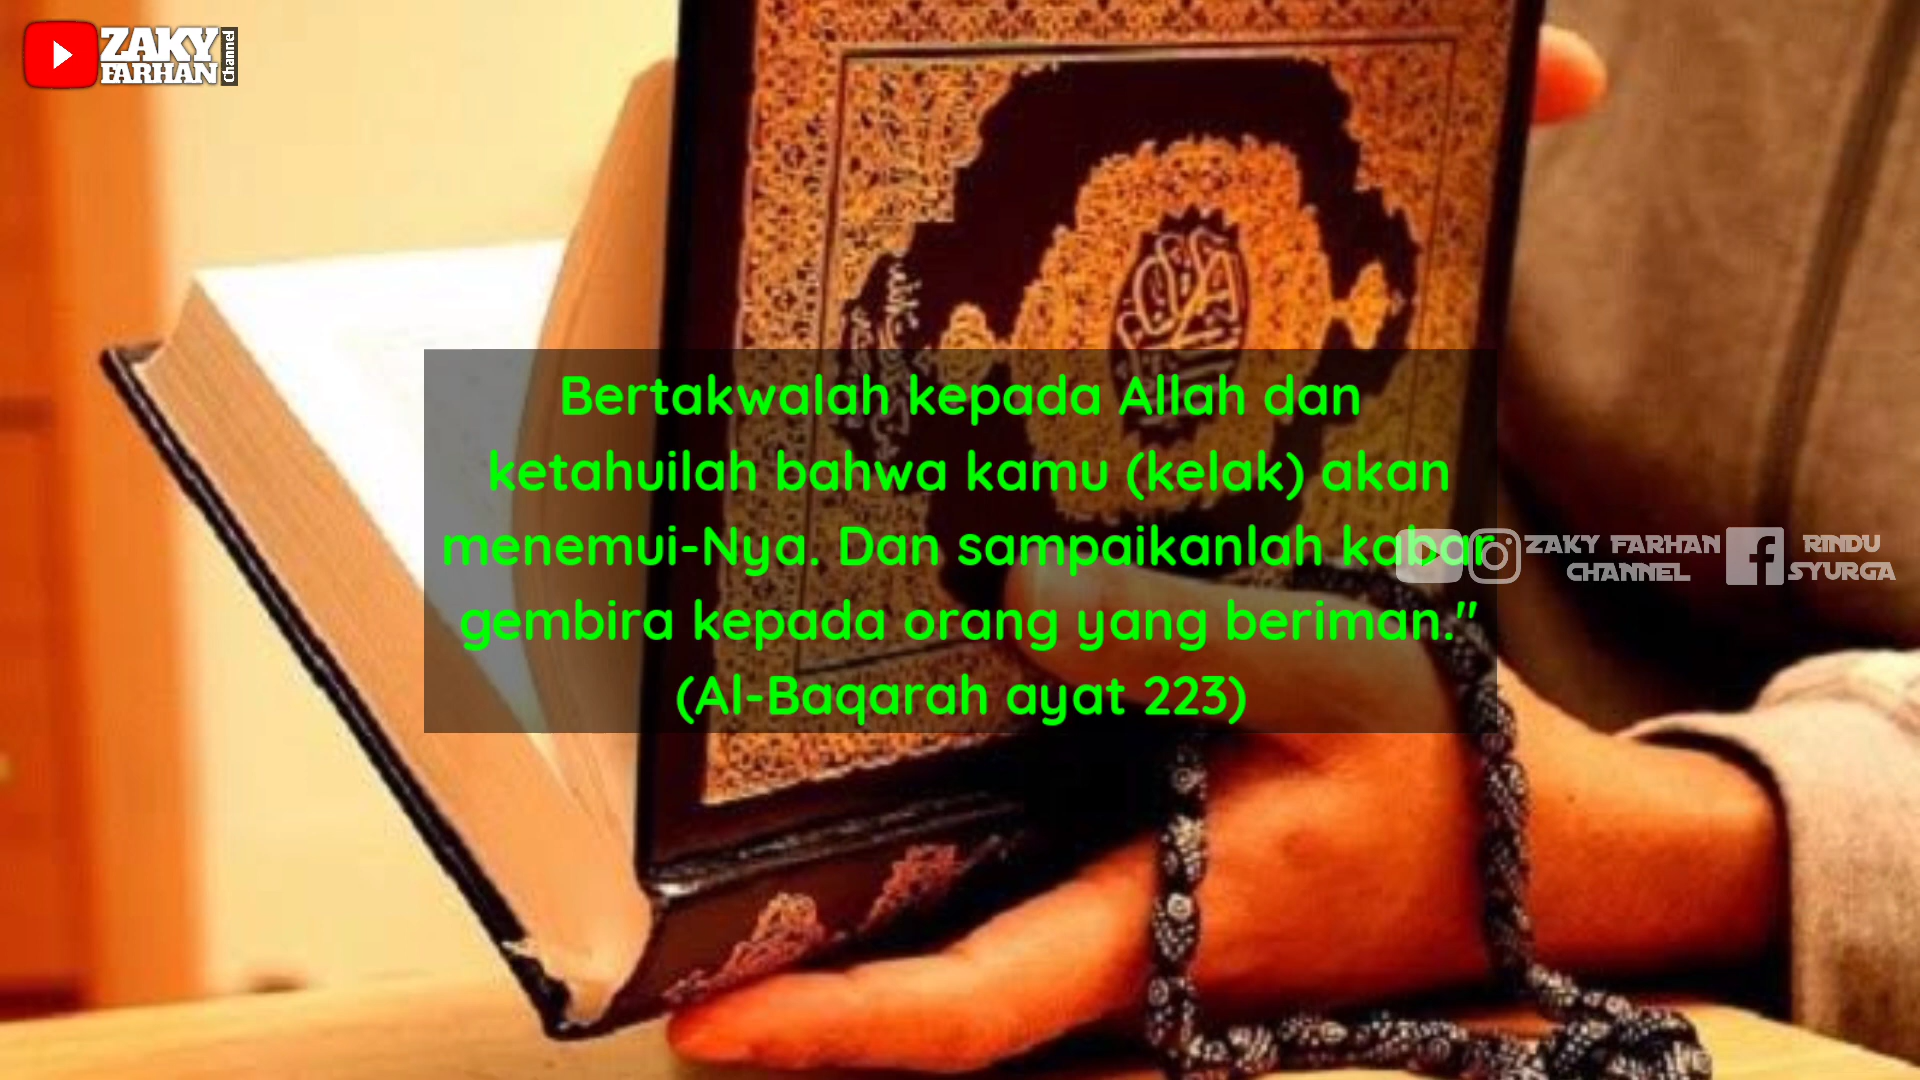 ZAKY
FARHAN
Channel
Bertakwalah kepada Allah dan
ketahuilah bahwa kamu (kelak) akan
menemui-Nya. Dan sampaikanlah kabar
gembira kepada orang yang beriman."
(Al-Baqarah ayat 223)
ZAKY FARHAN
CHANNEL
RINDU
SYURGA